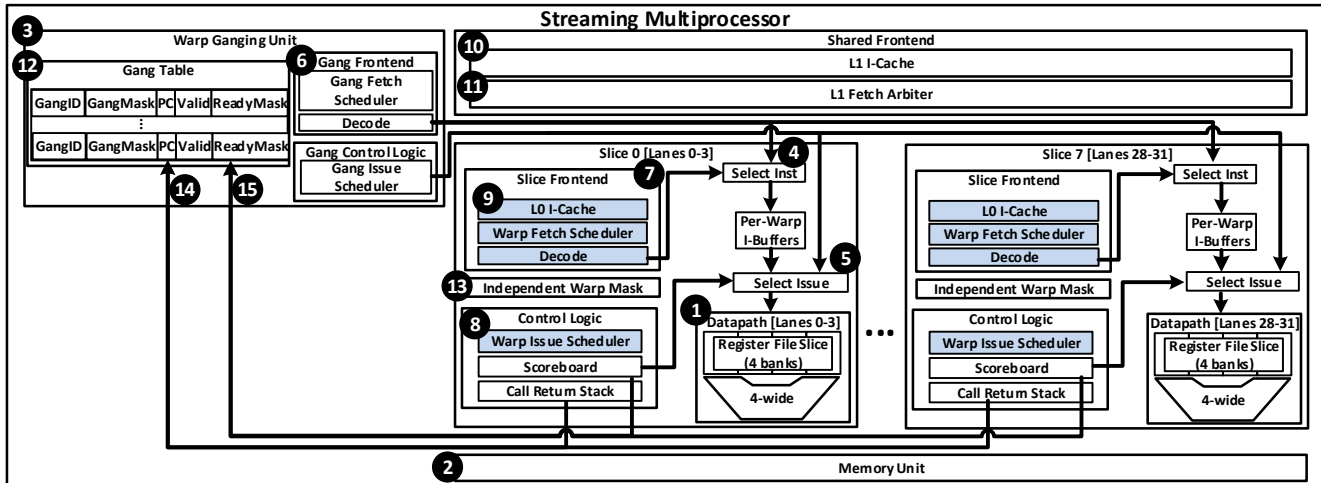 Streaming Multiprocessor
3
Warp Ganging Unit
12
Gang Table
GangID GangMask PC Valid ReadyMask
⋮
GangID GangMask PC Valid ReadyMask
6
Gang Frontend
Gang Fetch
Scheduler
Decode
Gang Control Logic
Gang Issue
Scheduler
14
15
Shared Frontend
10
L1 I-Cache
11
L1 Fetch Arbiter
Slice 0 [Lanes 0-3]
4
Slice Frontend
7
Select Inst
9
L0 I-Cache
Warp Fetch Scheduler
Decode
Per-Warp
I-Buffers
5
13
Independent Warp Mask
Select Issue
8
Control Logic
Warp Issue Scheduler
Scoreboard
Call Return Stack
1
Datapath [Lanes 0-3]
Register File Slice
(4 banks)
4-wide
...
Slice 7 [Lanes 28-31]
Slice Frontend
Select Inst
L0 I-Cache
Warp Fetch Scheduler
Decode
Per-Warp
I-Buffers
Independent Warp Mask
Select Issue
Control Logic
Warp Issue Scheduler
Scoreboard
Call Return Stack
Datapath [Lanes 28-31]
Register File Slice
(4 banks)
4-wide
2
Memory Unit